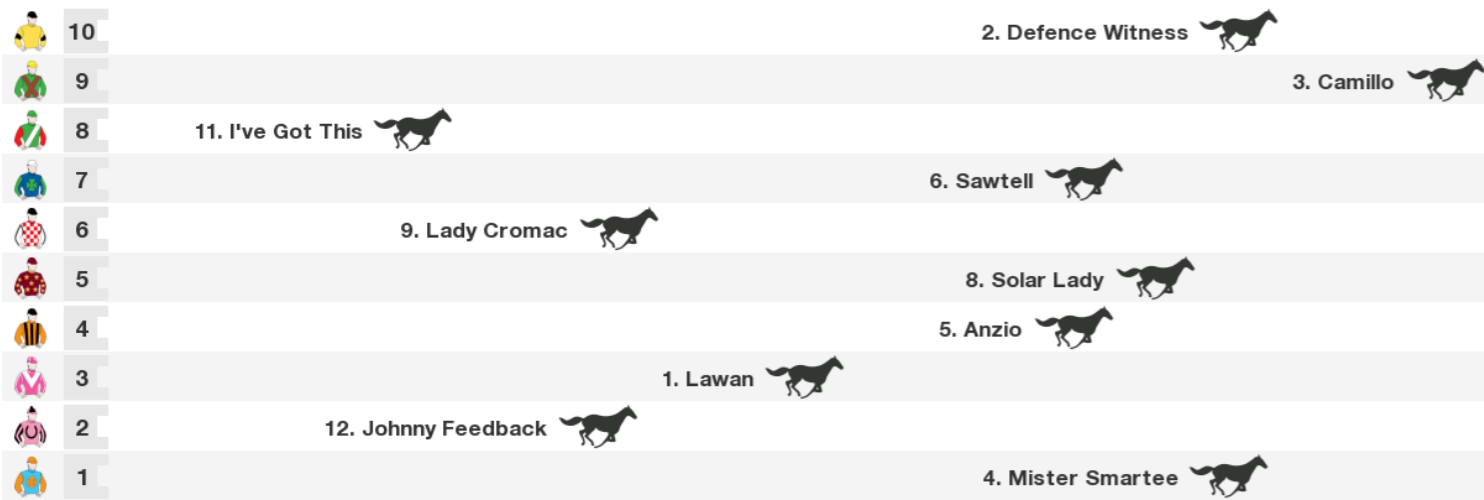 10 2. Defence Witness
9 3. Camillo
8 11. I've Got This
7 6. Sawtell
6 9. Lady Cromac
5 8. Solar Lady
4 5. Anzio
3 1. Lawan
2 12. Johnny Feedback
1 4. Mister Smartee